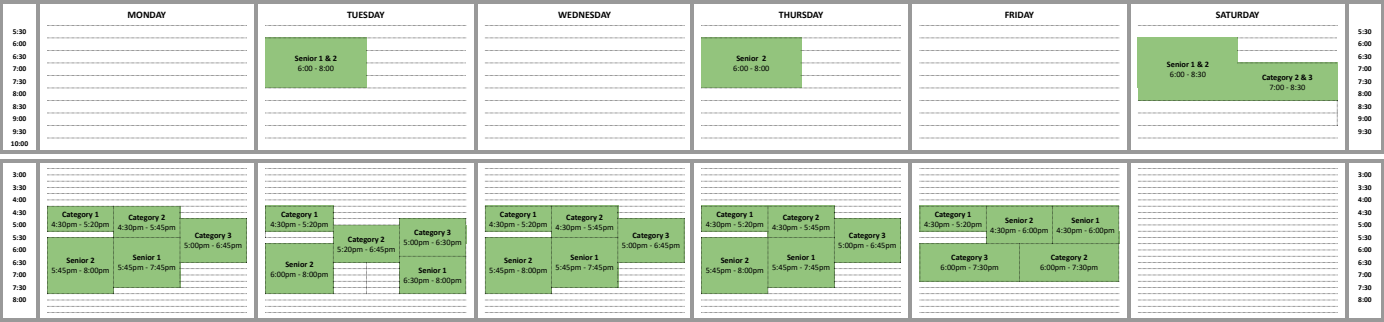 MONDAY TUESDAY WEDNESDAY THURSDAY FRIDAY SATURDAY
5:30 5:30
6:00 6:00
6:30 6:30
7:00 7:00
7:30 7:30
8:00 8:00
8:30 8:30
9:00 9:00
9:30 9:30
10:00
Senior 1 & 2
6:00 - 8:00
Senior 2
6:00 - 8:00
Senior 1 & 2
6:00 - 8:30
Category 2 & 3
7:00 - 8:30
3:00 3:00
3:30 3:30
4:00 4:00
4:30 4:30
5:00 5:00
5:30 5:30
6:00 6:00
6:30 6:30
7:00 7:00
7:30 7:30
8:00 8:00
Category 1
4:30pm - 5:20pm
Category 2
4:30pm - 5:45pm
Category 3
5:00pm - 6:45pm
Senior 2
5:45pm - 8:00pm
Senior 1
5:45pm - 7:45pm
Category 1
4:30pm - 5:20pm
Category 2
5:20pm - 6:45pm
Category 3
5:00pm - 6:30pm
Senior 2
6:00pm - 8:00pm
Senior 1
6:30pm - 8:00pm
Category 1
4:30pm - 5:20pm
Category 2
4:30pm - 5:45pm
Category 3
5:00pm - 6:45pm
Senior 2
5:45pm - 8:00pm
Senior 1
5:45pm - 7:45pm
Category 1
4:30pm - 5:20pm
Category 2
4:30pm - 5:45pm
Category 3
5:00pm - 6:45pm
Senior 2
5:45pm - 8:00pm
Senior 1
5:45pm - 7:45pm
Category 1
4:30pm - 5:20pm
Senior 2
4:30pm - 6:00pm
Senior 1
4:30pm - 6:00pm
Category 3
6:00pm - 7:30pm
Category 2
6:00pm - 7:30pm